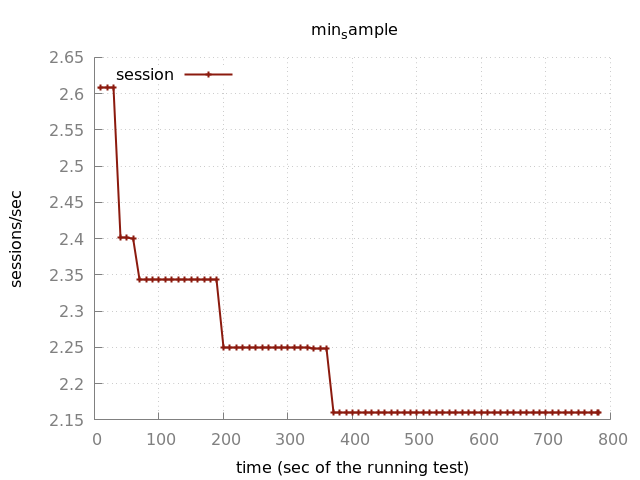 min_sample
session
2.65
2.6
2.55
2.5
2.45
2.4
2.35
2.3
2.25
2.2
2.15
sessions/sec
0 100 200 300 400 500 600 700 800
time (sec of the running test)